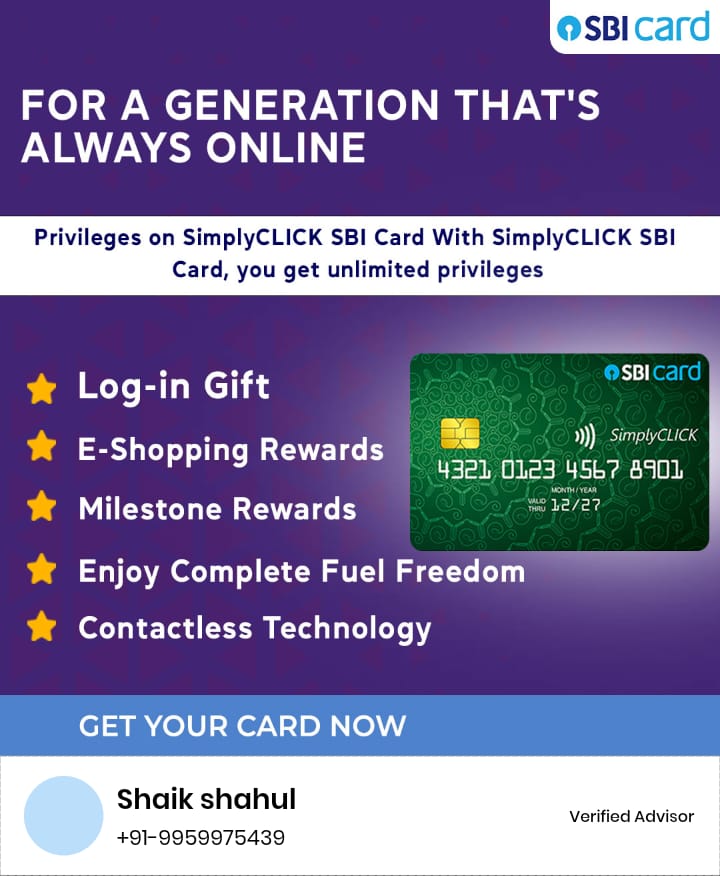 SBI card
FOR A GENERATION THAT'S
ALWAYS ONLINE
Privileges on SimplyCLICK SBI Card With SimplyCLICK SBI
Card, you get unlimited privileges
Log-in Gift
E-Shopping Rewards
Milestone Rewards
Enjoy Complete Fuel Freedom
Contactless Technology
SBI card
SimplyCLICK
4321 0123 4567 8901
MONTH/YEAR
VALID THRU 12/27
GET YOUR CARD NOW
Shaik shahul
+91-9959975439
Verified Advisor